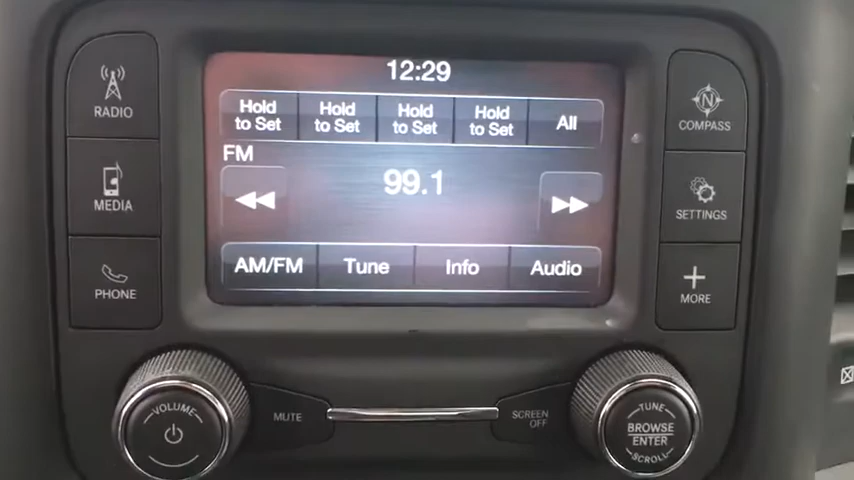 12:29
RADIO
Hold
to Set
Hold
to Set
Hold
to Set
Hold
to Set
All
N
COMPASS
FM
99.1
MEDIA
SETTINGS
AM/FM
Tune
Info
Audio
PHONE
MORE
VOLUME
MUTE
SCREEN
OFF
TUNE
BROWSE
ENTER
SCROLL